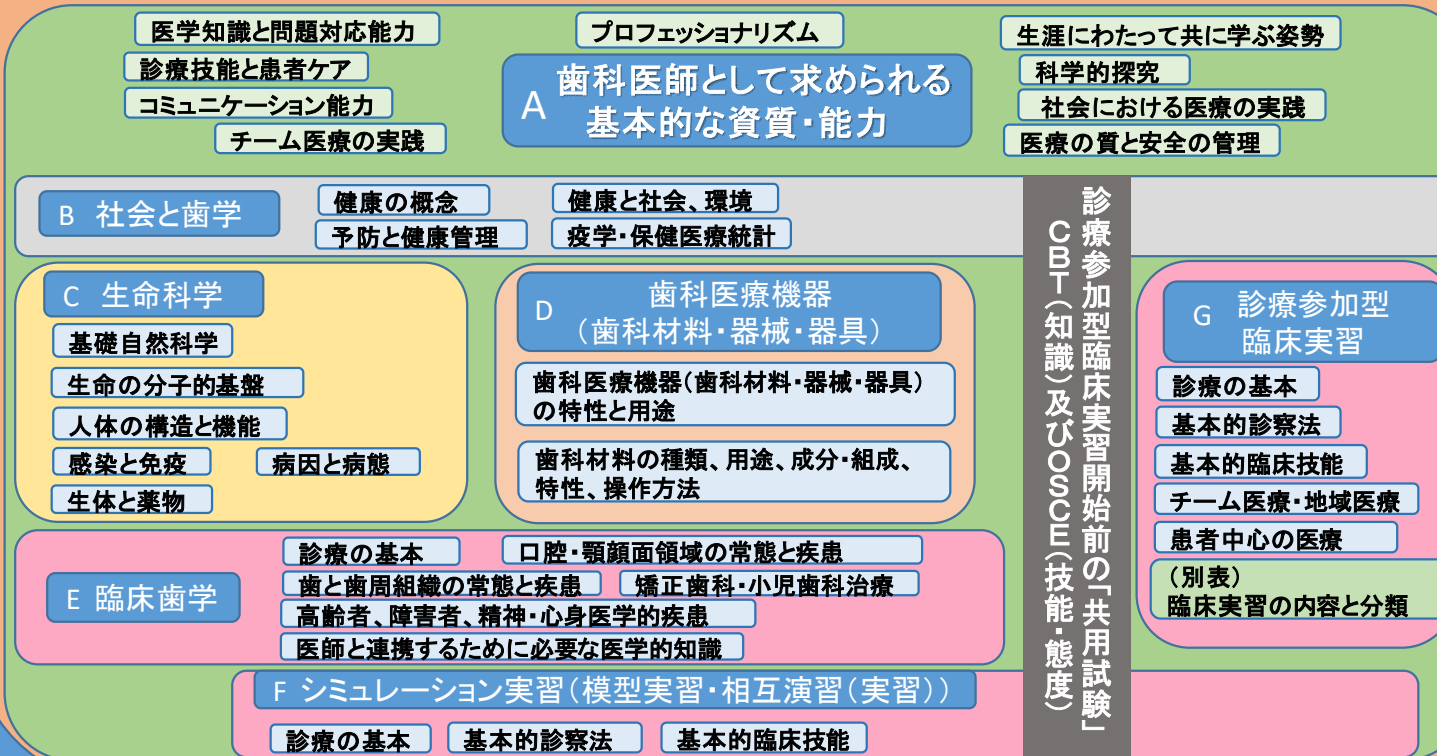 医学知識と問題対応能力
診療技能と患者ケア
コミュニケーション能力
チーム医療の実践
プロフェッショナリズム
A 歯科医師として求められる
基本的な資質・能力
生涯にわたって共に学ぶ姿勢
科学的探究
社会における医療の実践
医療の質と安全の管理
B 社会と歯学
健康の概念
健康と社会、環境
予防と健康管理
疫学・保健医療統計
C 生命科学
基礎自然科学
生命の分子的基盤
人体の構造と機能
感染と免疫
病因と病態
生体と薬物
D 歯科医療機器
（歯科材料・器械・器具）
歯科医療機器（歯科材料・器械・器具）
の特性と用途
歯科材料の種類、用途、成分・組成、
特性、操作方法
E 臨床歯学
診療の基本
口腔・顎顔面領域の常態と疾患
歯と歯周組織の常態と疾患
矯正歯科・小児歯科治療
高齢者、障害者、精神・心身医学的疾患
医師と連携するために必要な医学的知識
F シミュレーション実習（模型実習・相互演習（実習））
診療の基本
基本的診察法
基本的臨床技能
診療参加型臨床実習開始前の「共用試験」
ＣＢＴ（知識）及びＯＳＣＥ（技能・態度）
G 診療参加型
臨床実習
診療の基本
基本的診察法
基本的臨床技能
チーム医療・地域医療
患者中心の医療
（別表）
臨床実習の内容と分類